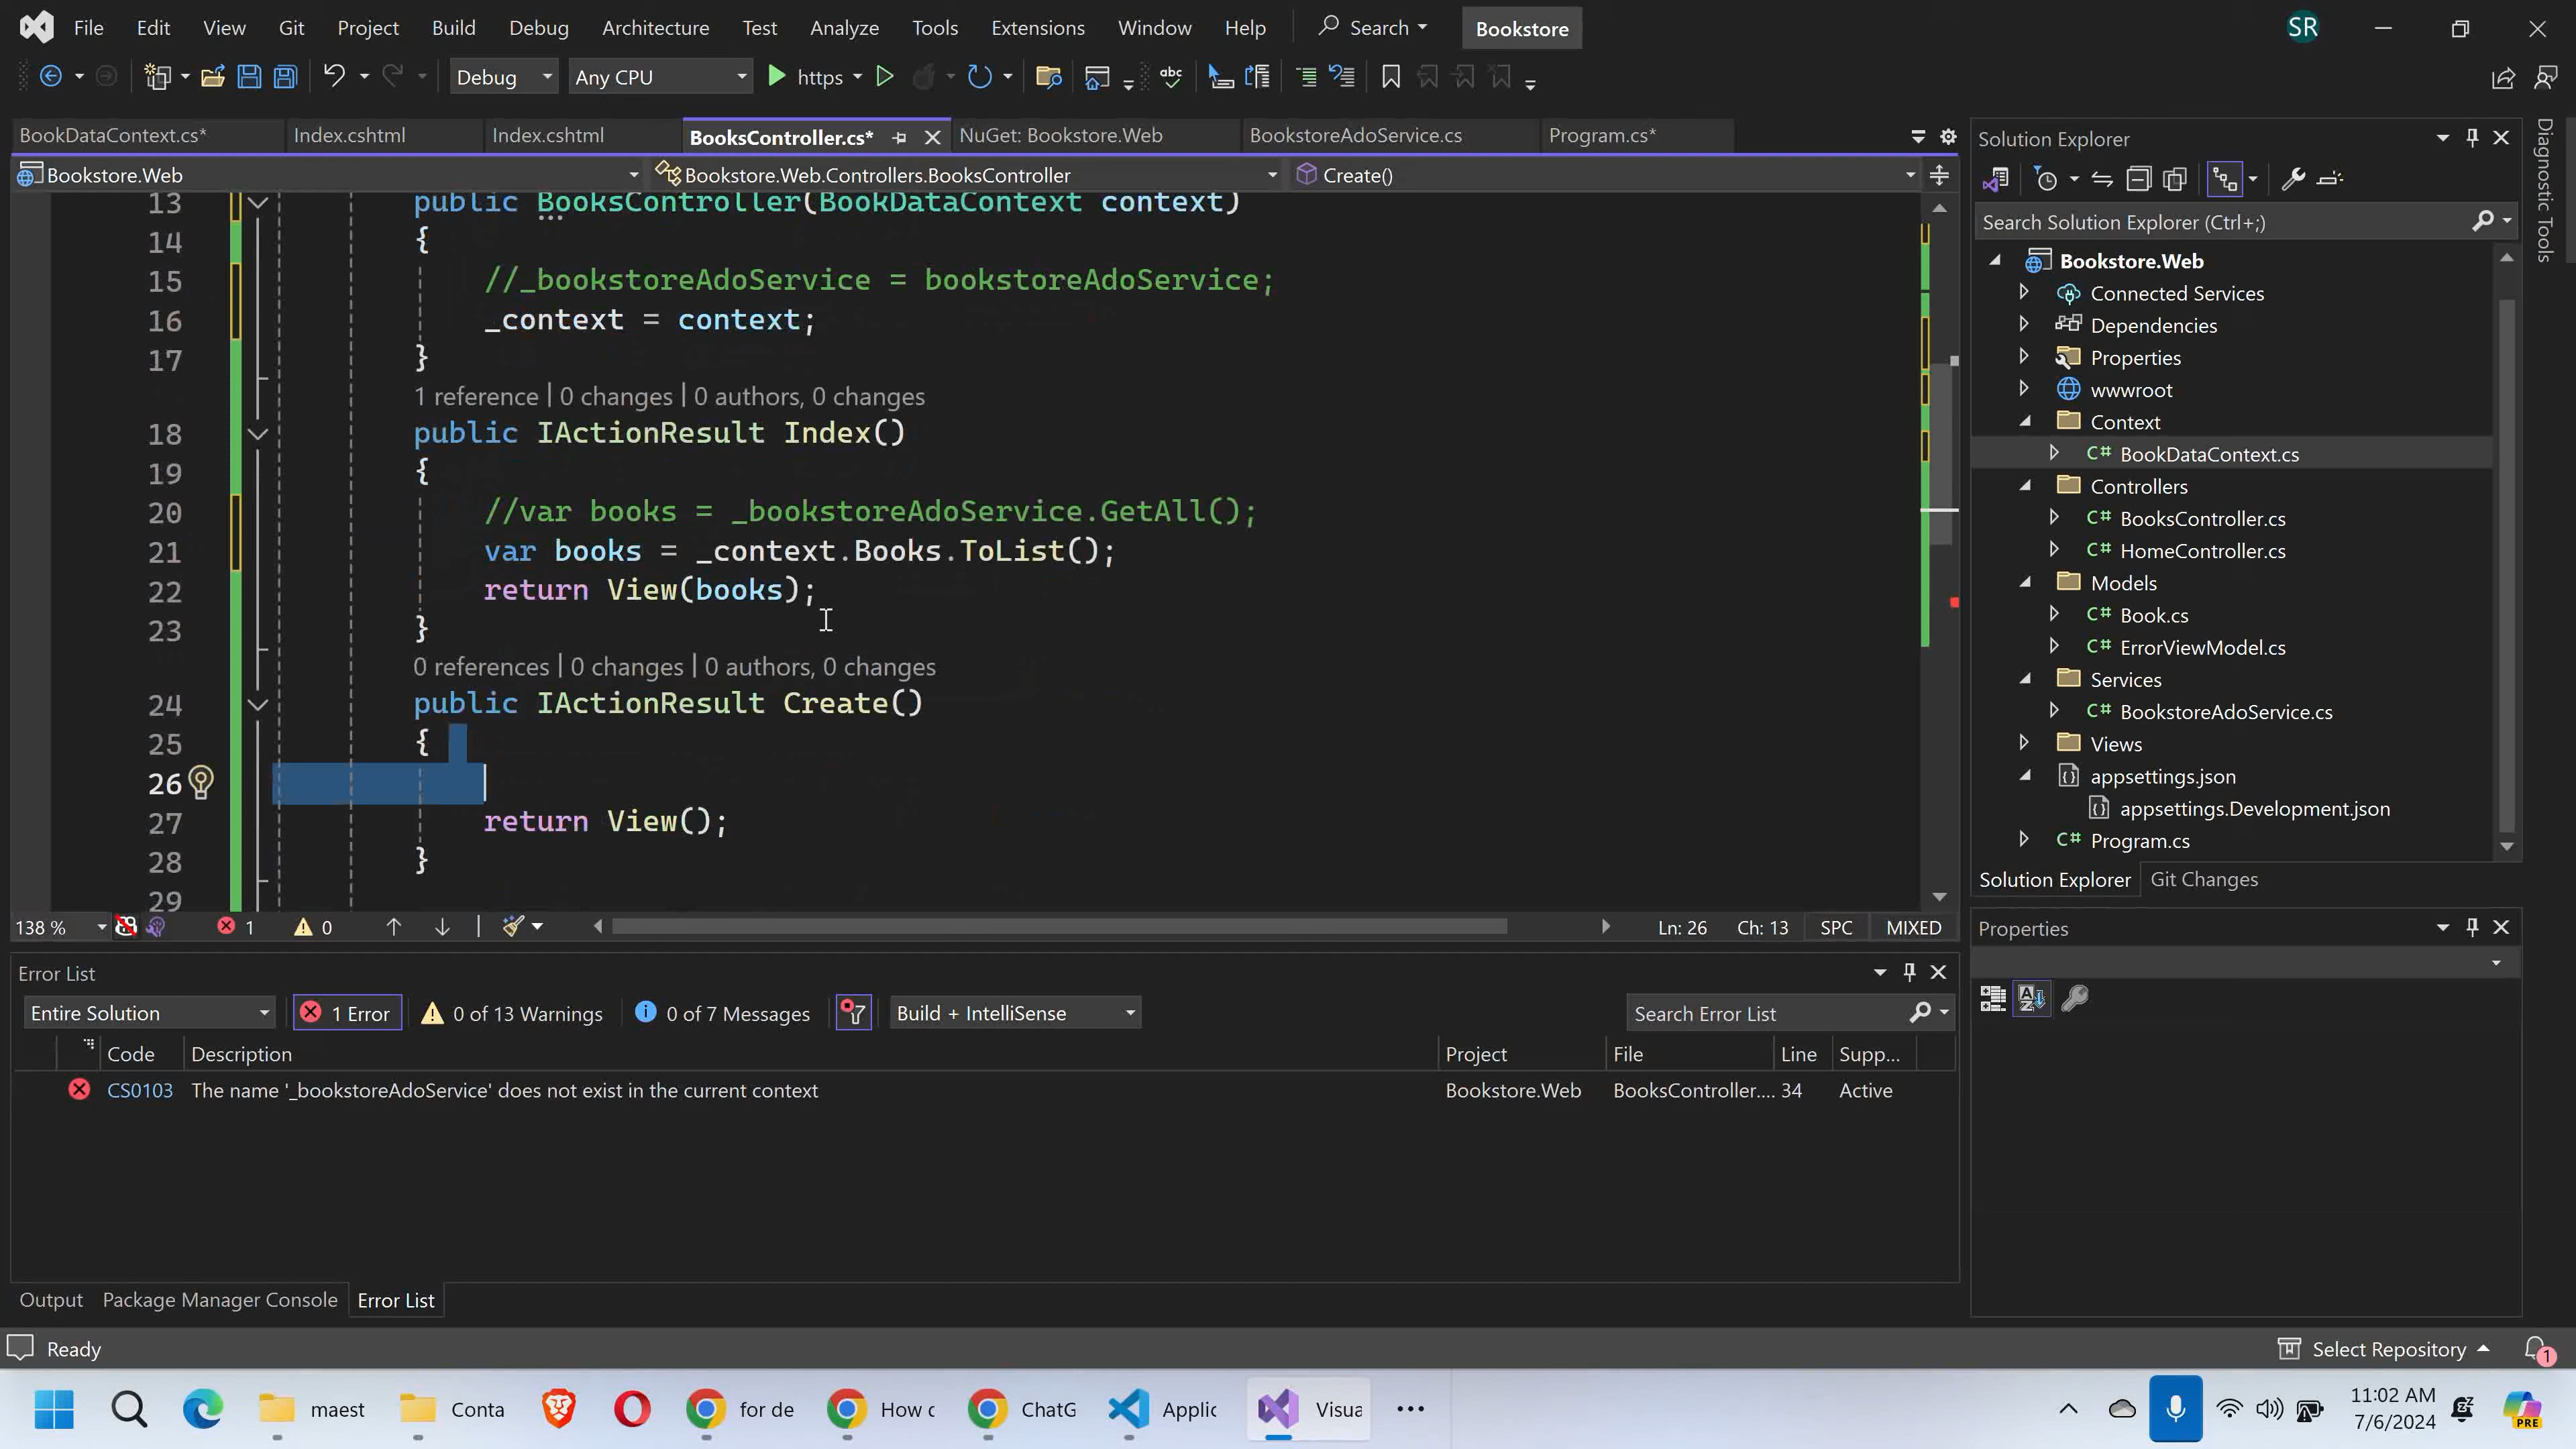 File Edit View Git Project Build Debug Architecture Test Analyze Tools Extensions Window Help Search Bookstore SR
Debug Any CPU https
BookDataContext.cs* Index.cshtml Index.cshtml BooksController.cs* NuGet: Bookstore.Web BookstoreAdoService.cs Program.cs*
Bookstore.Web Bookstore.Web.Controllers.BooksController Create()
13 public BooksController(BookDataContext context)
14 {
15 //_bookstoreAdoService = bookstoreAdoService;
16 _context = context;
17 }
1 reference | 0 changes | 0 authors, 0 changes
18 public IActionResult Index()
19 {
20 //var books = _bookstoreAdoService.GetAll();
21 var books = _context.Books.ToList();
22 return View(books);
23 }
0 references | 0 changes | 0 authors, 0 changes
24 public IActionResult Create()
25 {
26
27 return View();
28 }
29
138 % 1 0 Ln: 26 Ch: 13 SPC MIXED
Error List
Entire Solution 1 Error 0 of 13 Warnings 0 of 7 Messages Build + IntelliSense Search Error List
Code Description Project File Line Supp...
CS0103 The name '_bookstoreAdoService' does not exist in the current context Bookstore.Web BooksController.... 34 Active
Output Package Manager Console Error List
Solution Explorer
Search Solution Explorer (Ctrl+;)
Bookstore.Web
Connected Services
Dependencies
Properties
wwwroot
Context
C# BookDataContext.cs
Controllers
C# BooksController.cs
C# HomeController.cs
Models
C# Book.cs
C# ErrorViewModel.cs
Services
C# BookstoreAdoService.cs
Views
appsettings.json
appsettings.Development.json
C# Program.cs
Solution Explorer Git Changes
Properties
Diagnostic Tools
Ready Select Repository 1
maest Conta for de How c ChatG Applic Visua
11:02 AM
7/6/2024
PRE